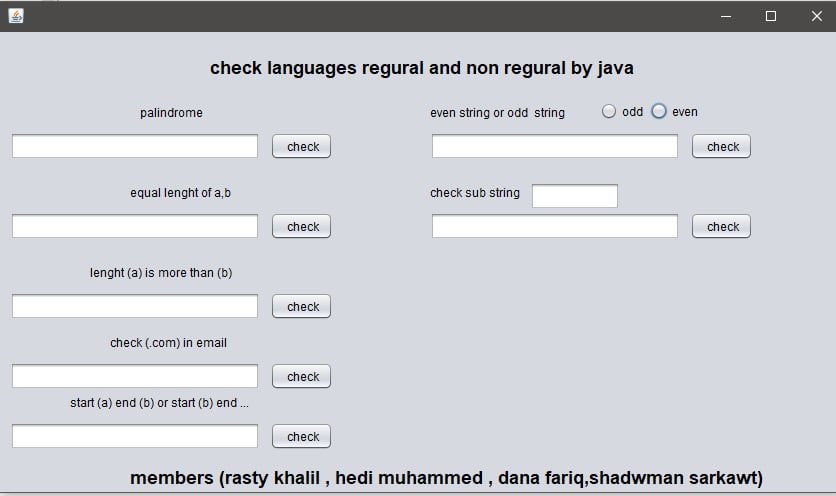 check languages regural and non regural by java
palindrome
check
even string or odd string
odd
even
check
equal lenght of a,b
check
check sub string
check
lenght (a) is more than (b)
check
check (.com) in email
check
start (a) end (b) or start (b) end ...
check
members (rasty khalil , hedi muhammed , dana fariq,shadwman sarkawt)